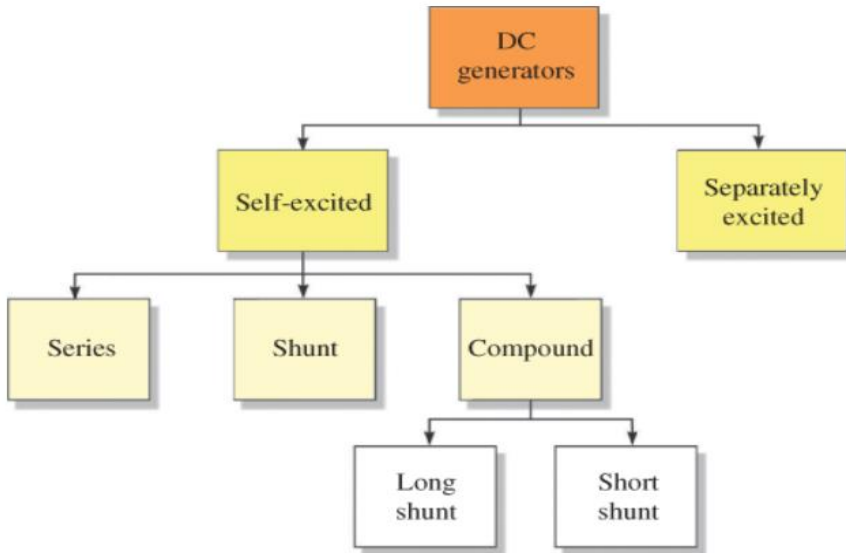 DC
generators
Self-excited
Separately
excited
Series
Shunt
Compound
Long
shunt
Short
shunt